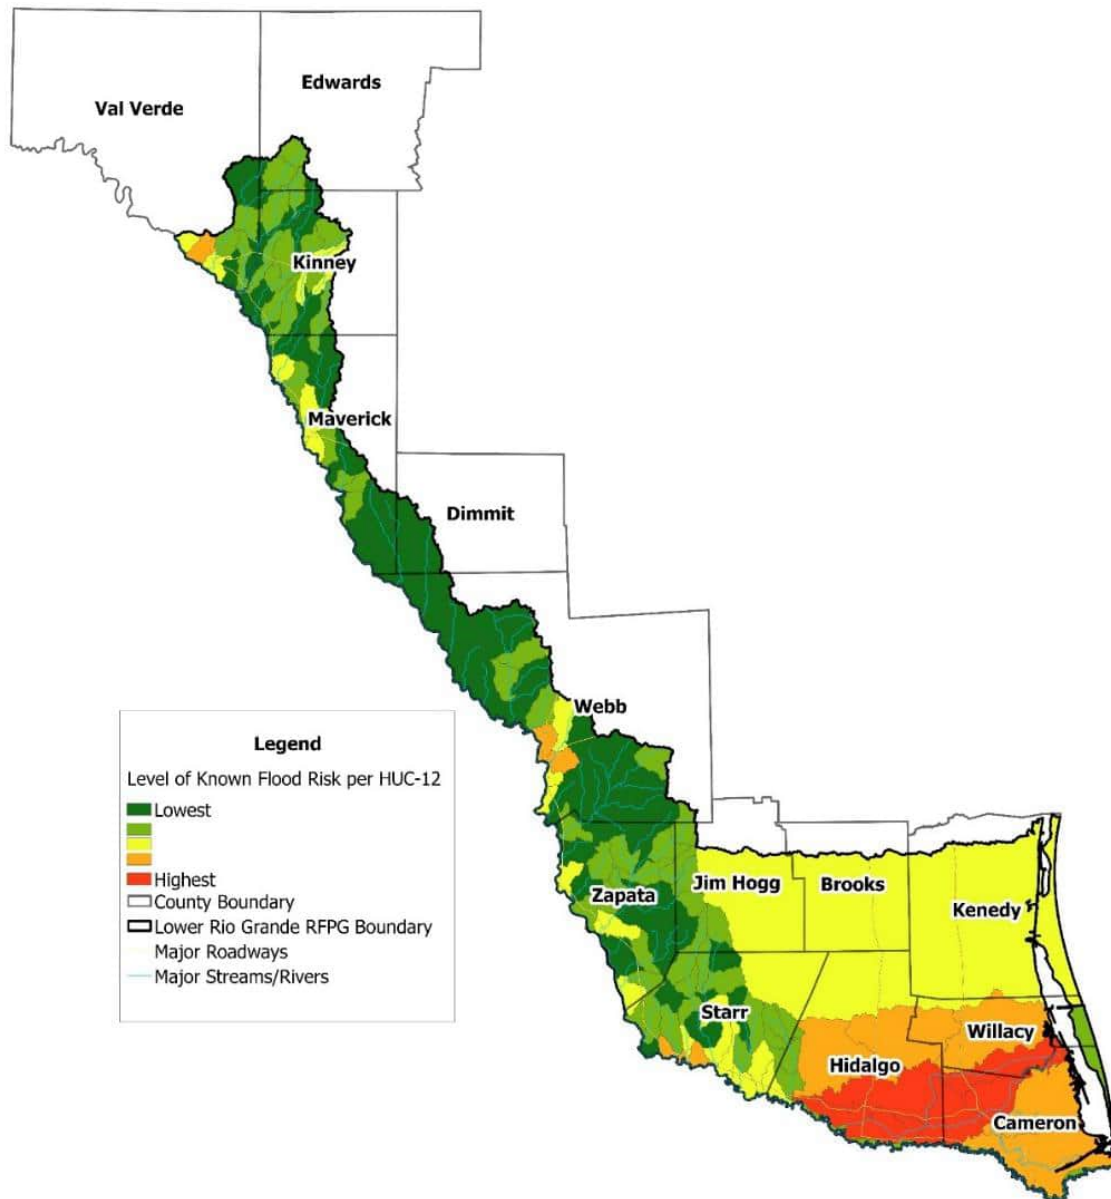 Edwards
Val Verde
Kinney
Maverick
Dimmit
Webb
Legend
Level of Known Flood Risk per HUC-12
Lowest
Highest
County Boundary
Lower Rio Grande RFPG Boundary
Major Roadways
Major Streams/Rivers
Zapata
Jim Hogg
Brooks
Kenedy
Starr
Willacy
Hidalgo
Cameron